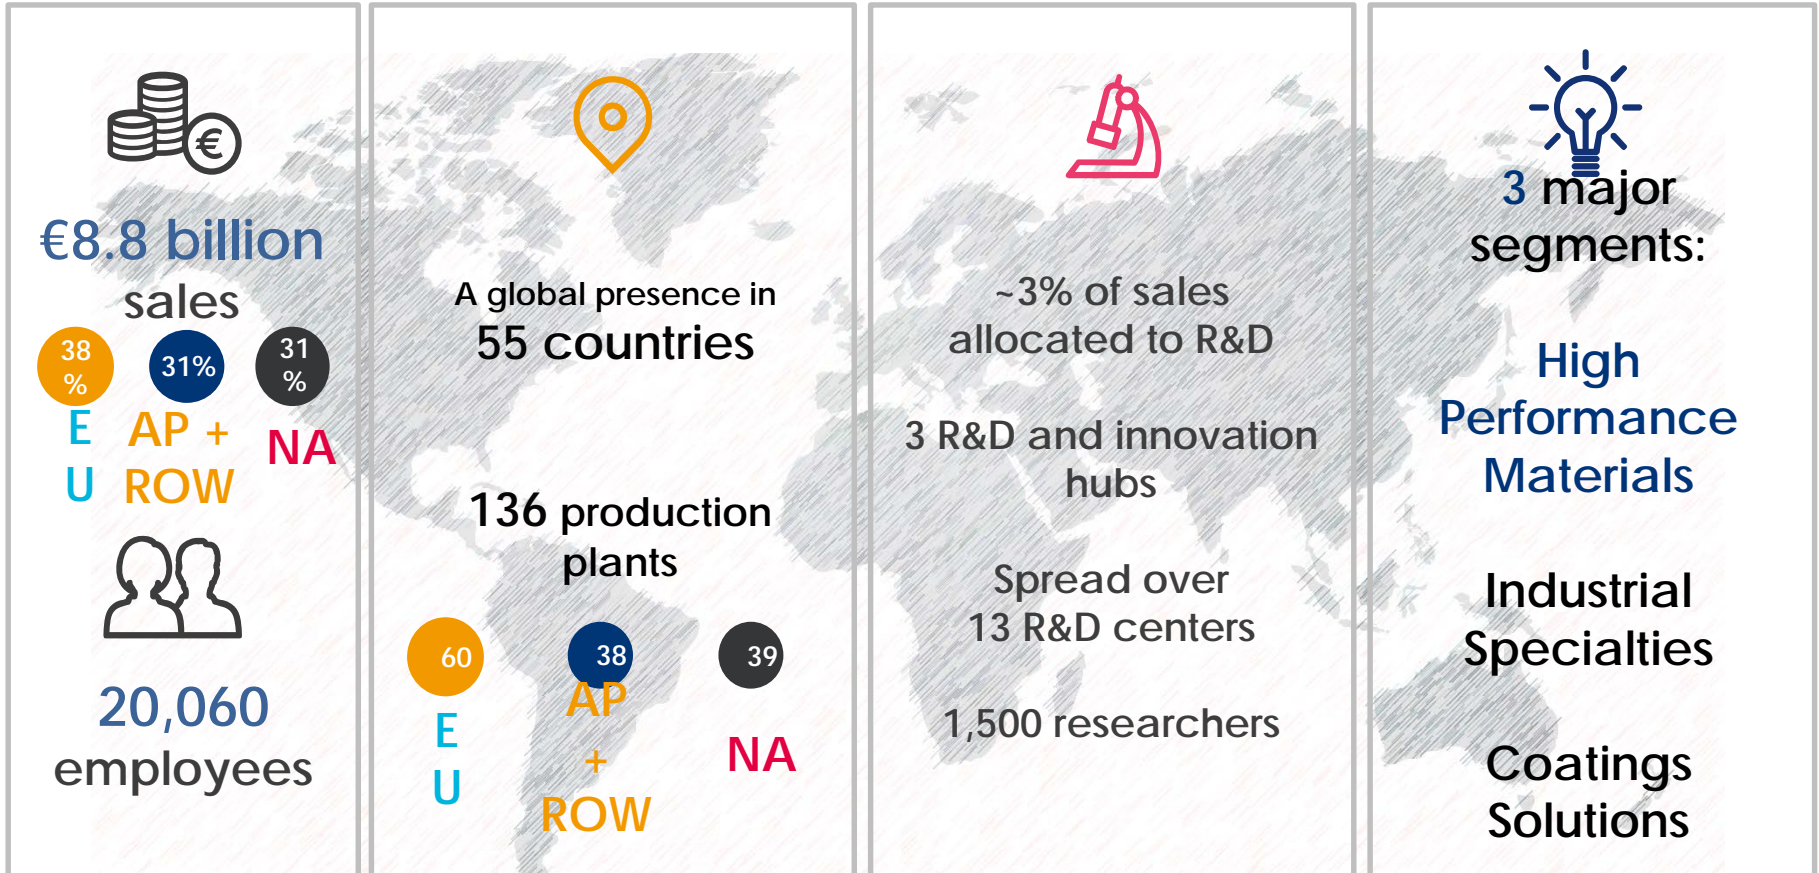 €
€8.8 billion
sales
38
%
31%
31
%
E
U
AP +
ROW
NA
20,060
employees
A global presence in
55 countries
136 production
plants
60
38
39
E
U
AP
+
ROW
NA
~3% of sales
allocated to R&D
3 R&D and innovation
hubs
Spread over
13 R&D centers
1,500 researchers
3 major
segments:
High
Performance
Materials
Industrial
Specialties
Coatings
Solutions